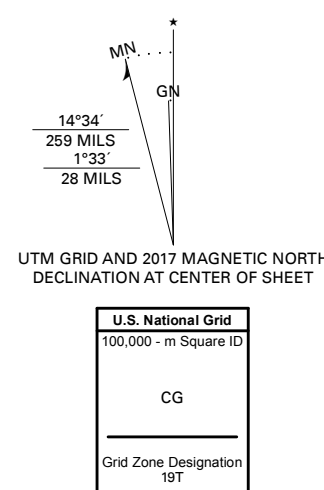 ★
MN
GN
14°34´
259 MILS
1°33´
28 MILS
UTM GRID AND 2017 MAGNETIC NORTH
DECLINATION AT CENTER OF SHEET
U.S. National Grid
100,000 - m Square ID
CG
Grid Zone Designation
19T